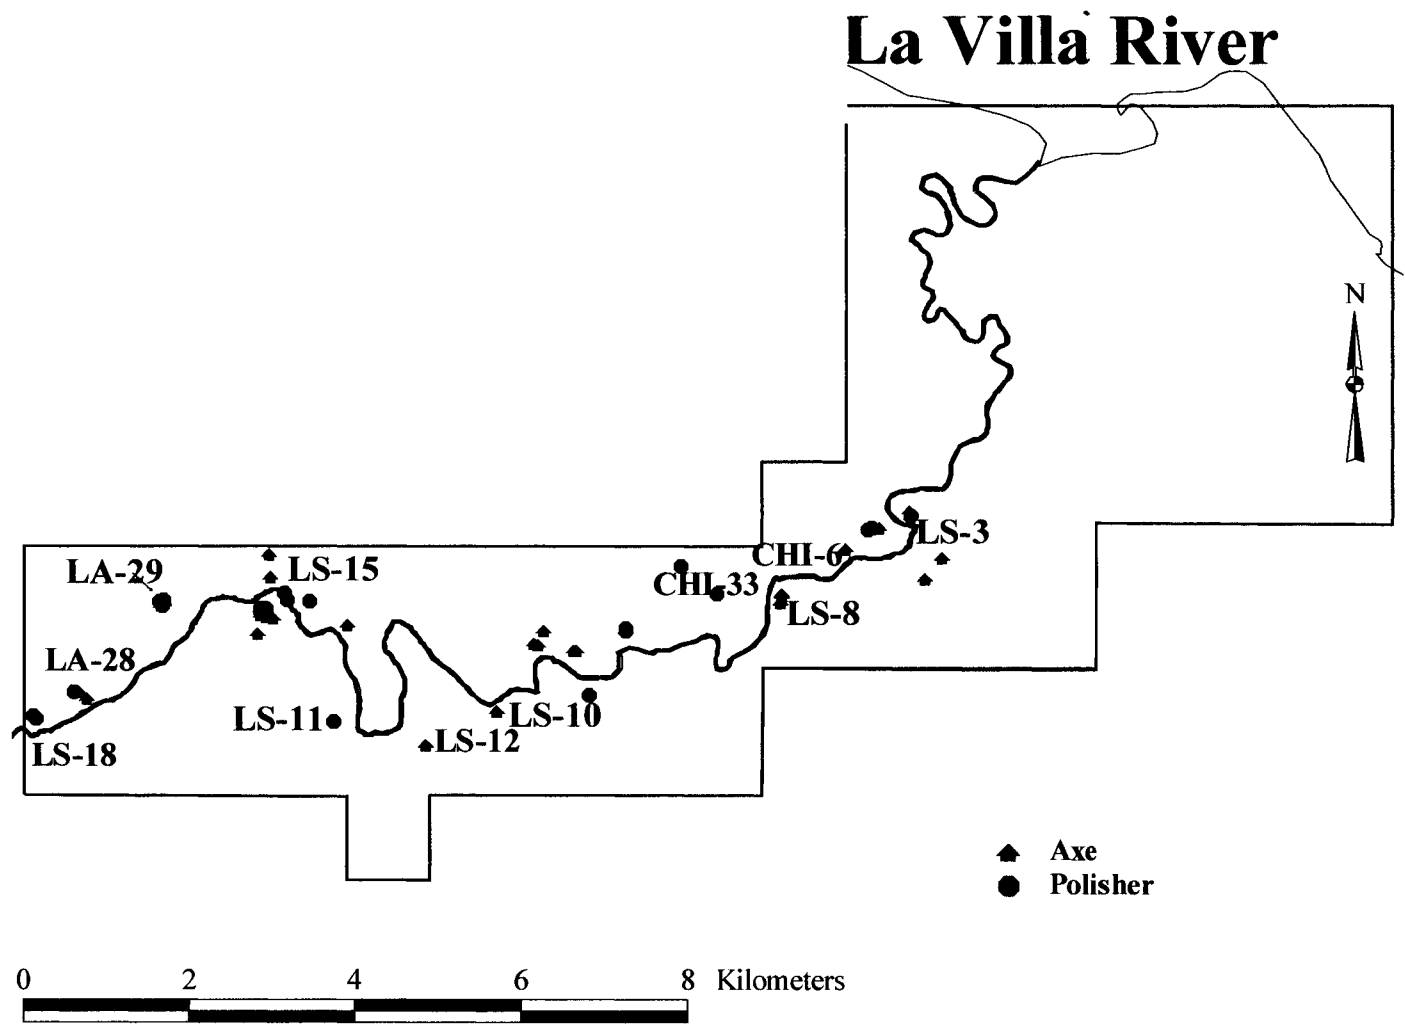 La Villa River
N
LS-3
CHI-6
LA-29
LS-15
CHI-33
LS-8
LA-28
LS-11
LS-10
LS-12
LS-18
Axe
Polisher
0 2 4 6 8 Kilometers